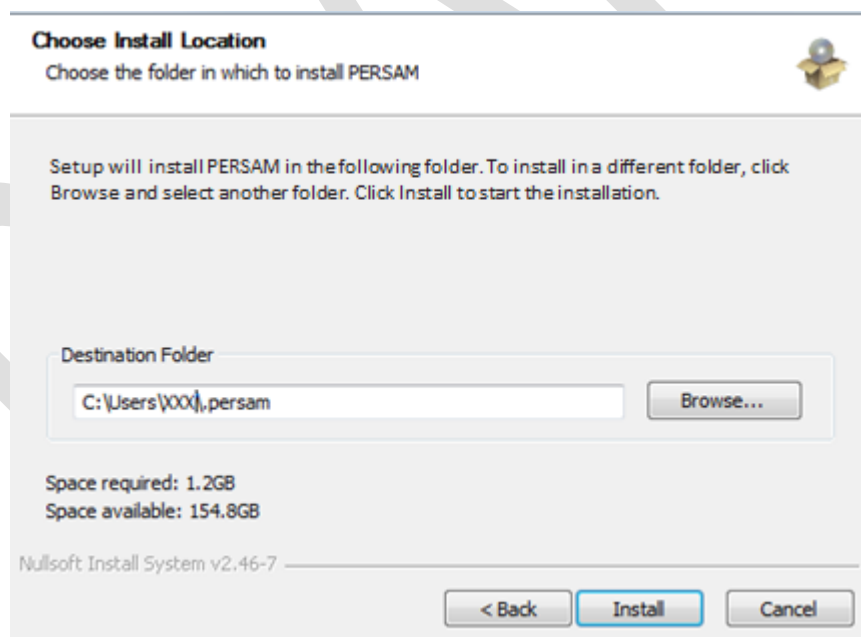 Choose Install Location
Choose the folder in which to install PERSAM
Setup will install PERSAM in the following folder. To install in a different folder, click
Browse and select another folder. Click Install to start the installation.
Destination Folder
C:\Users\XXX\.persam
Browse...
Space required: 1.2GB
Space available: 154.8GB
Nullsoft Install System v2.46-7
< Back
Install
Cancel